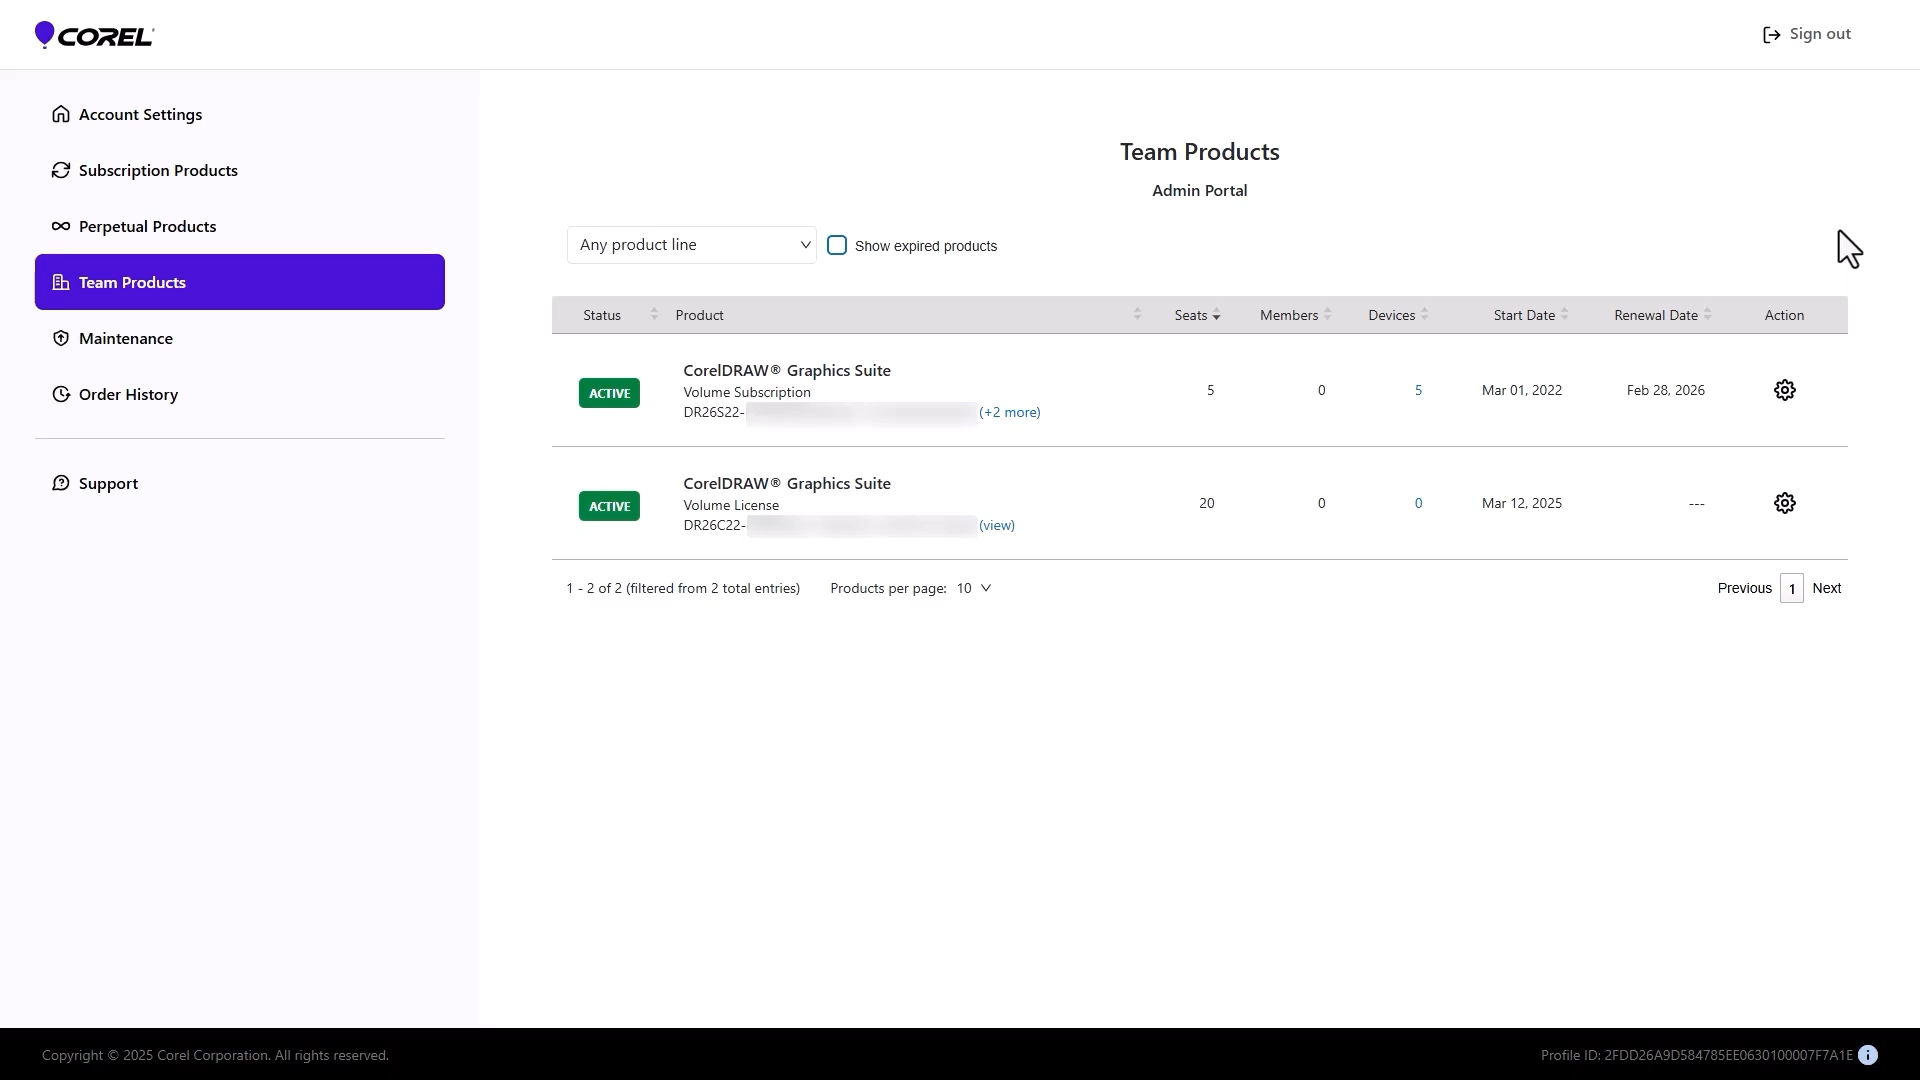 COREL
Sign out
Account Settings
Subscription Products
Perpetual Products
Team Products
Maintenance
Order History
Support
Team Products
Admin Portal
Any product line
Show expired products
Status Product Seats Members Devices Start Date Renewal Date Action
ACTIVE
CorelDRAW® Graphics Suite
Volume Subscription
DR26S22- (+2 more)
5 0 5 Mar 01, 2022 Feb 28, 2026
ACTIVE
CorelDRAW® Graphics Suite
Volume License
DR26C22- (view)
20 0 0 Mar 12, 2025 ---
1 - 2 of 2 (filtered from 2 total entries) Products per page: 10
Previous 1 Next
Copyright © 2025 Corel Corporation. All rights reserved.
Profile ID: 2FDD26A9D584785EE0630100007F7A1E